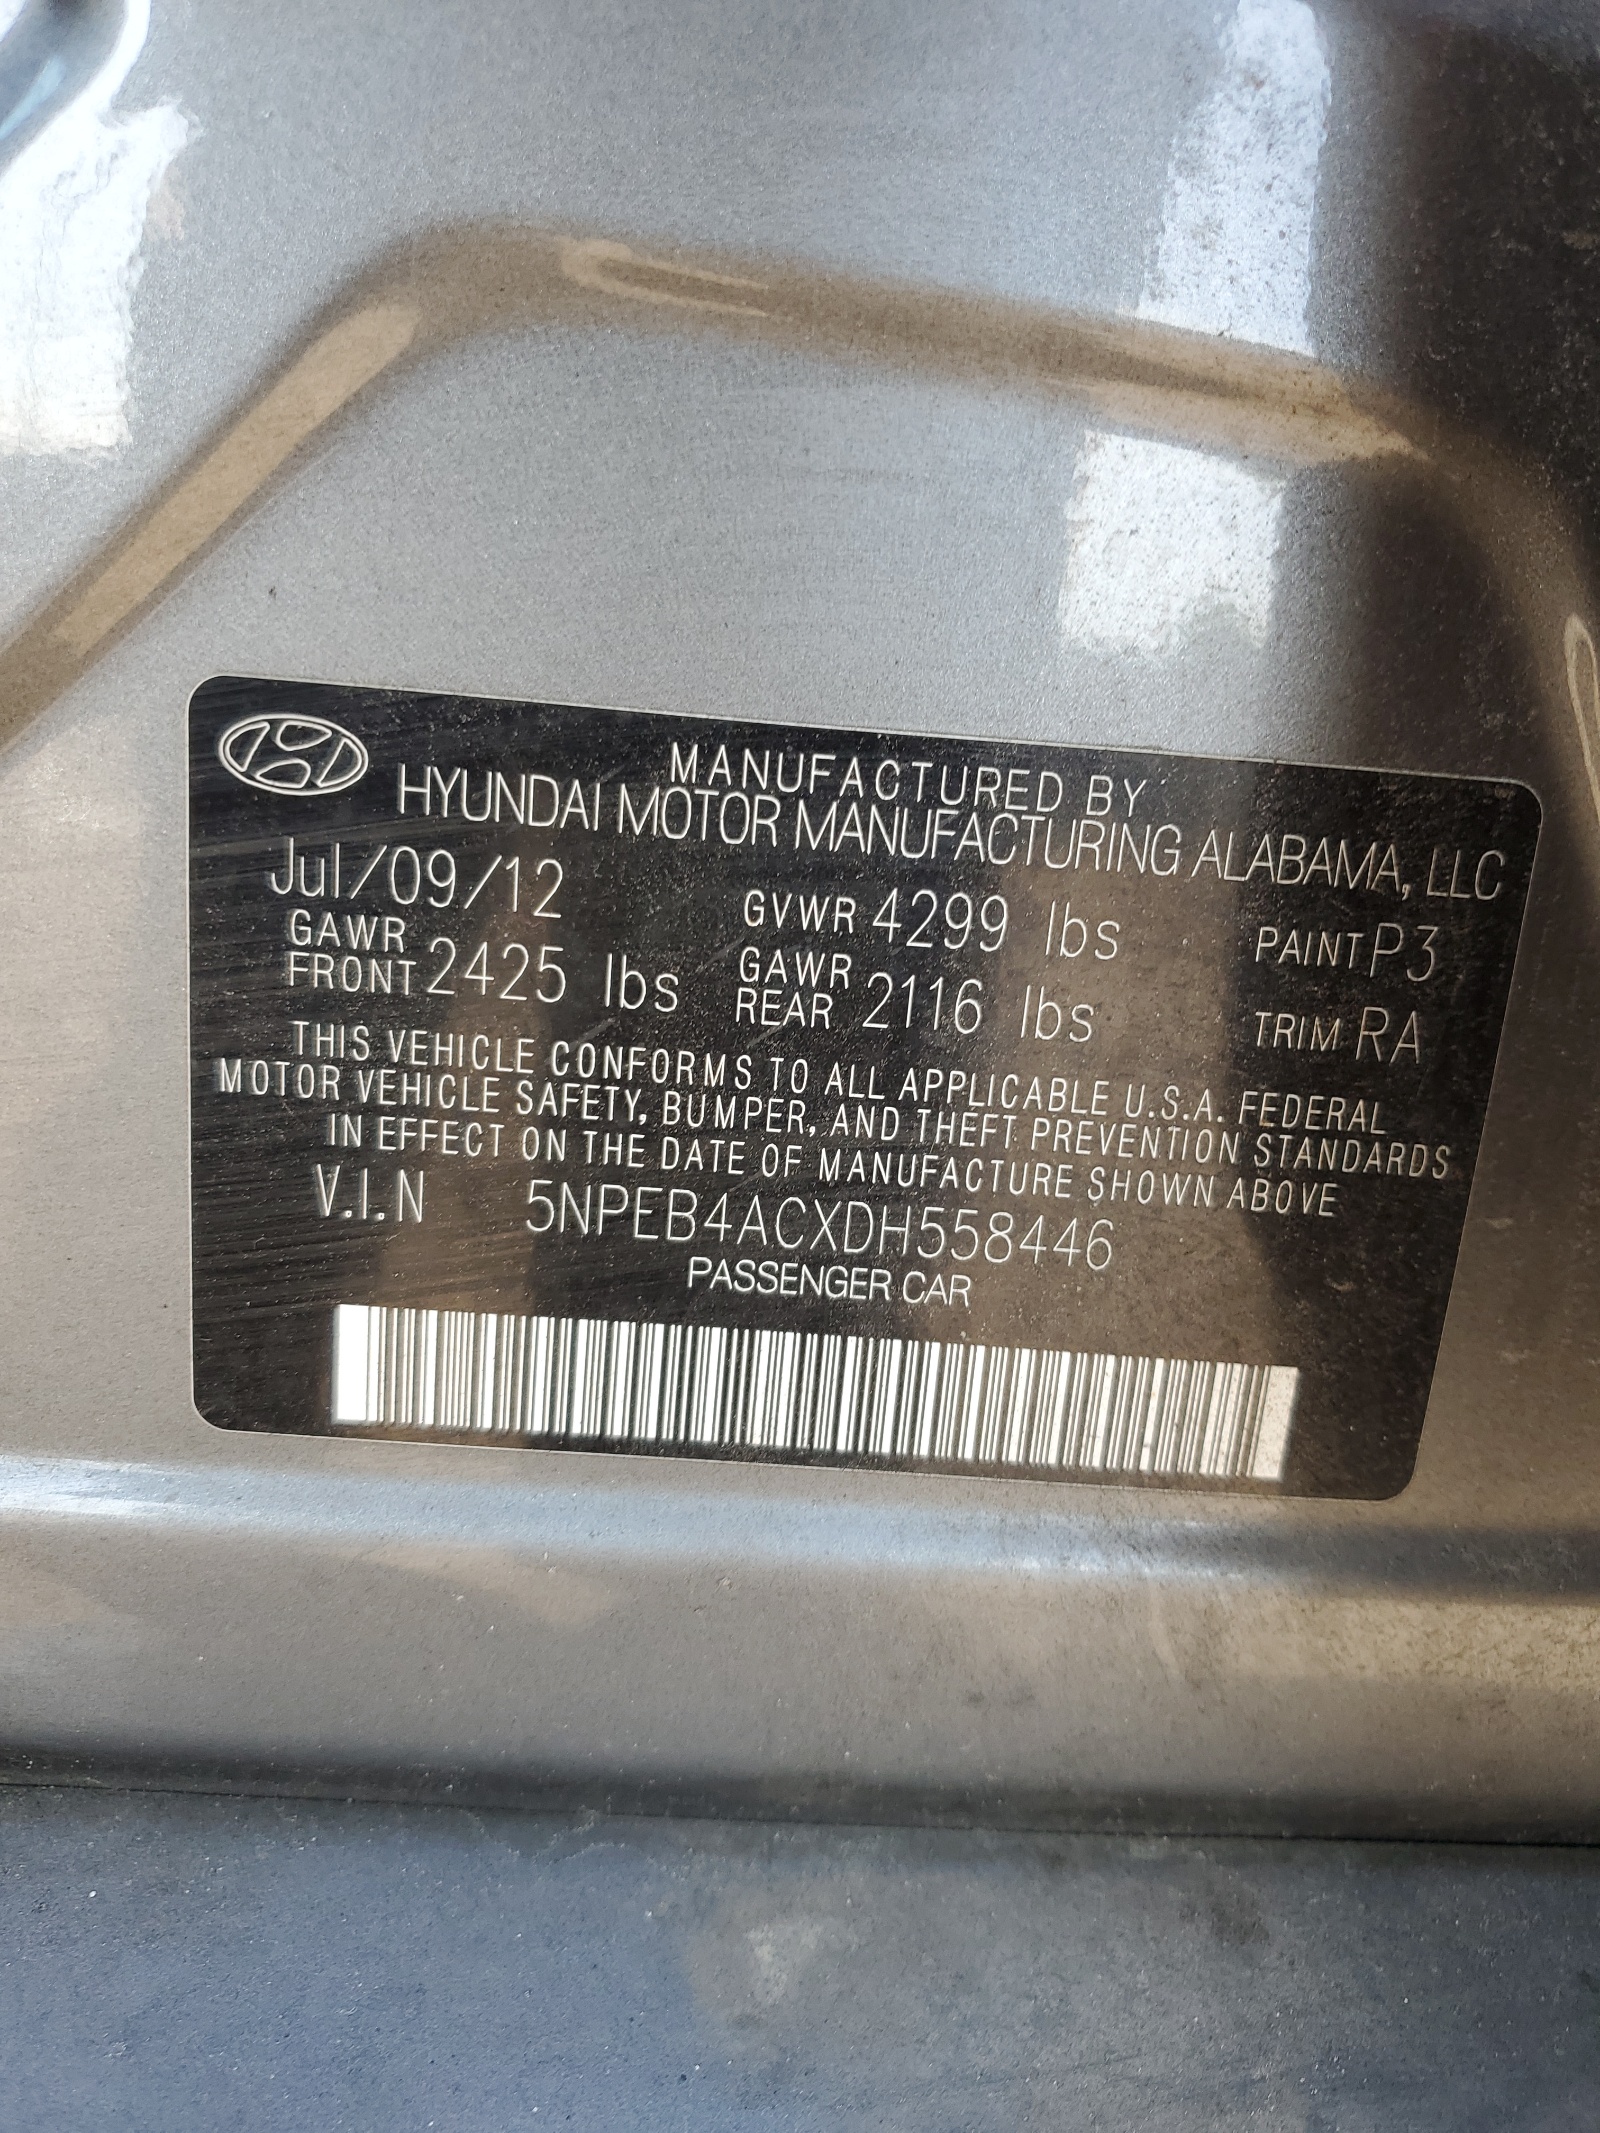 MANUFACTURED BY
HYUNDAI MOTOR MANUFACTURING ALABAMA, LLC
Jul/09/12 GVWR 4299 lbs PAINT P3
GAWR FRONT 2425 lbs GAWR REAR 2116 lbs TRIM RA
THIS VEHICLE CONFORMS TO ALL APPLICABLE U.S.A. FEDERAL
MOTOR VEHICLE SAFETY, BUMPER, AND THEFT PREVENTION STANDARDS
IN EFFECT ON THE DATE OF MANUFACTURE SHOWN ABOVE
V.I.N 5NPEB4ACXDH558446
PASSENGER CAR